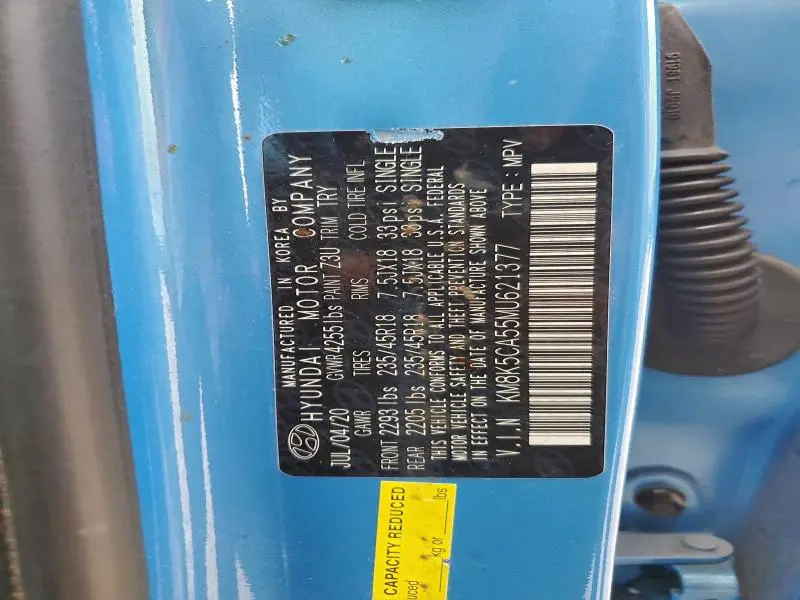 MANUFACTURED IN KOREA BY
HYUNDAI MOTOR COMPANY
JUL/04/20 GVWR4255lbs PAINT Z3U TRIM TRY
GAWR TIRES RIMS COLD TIRE INFL
FRONT 2293 lbs 235/45R18 7.5JX18 33psi SINGLE
REAR 2205 lbs 235/45R18 7.5JX18 33psi SINGLE
THIS VEHICLE CONFORMS TO ALL APPLICABLE U.S.A. FEDERAL
MOTOR VEHICLE SAFETY AND THEFT PREVENTION STANDARDS
IN EFFECT ON THE DATE OF MANUFACTURE SHOWN ABOVE
V.I.N KM8K5CA55MU621377 TYPE : MPV
CAPACITY REDUCED
kg or lbs